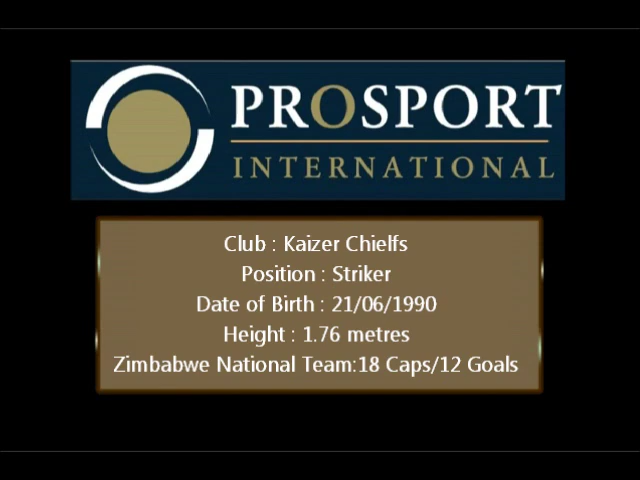 PROSPORT
INTERNATIONAL
Club : Kaizer Chielfs
Position : Striker
Date of Birth : 21/06/1990
Height : 1.76 metres
Zimbabwe National Team:18 Caps/12 Goals